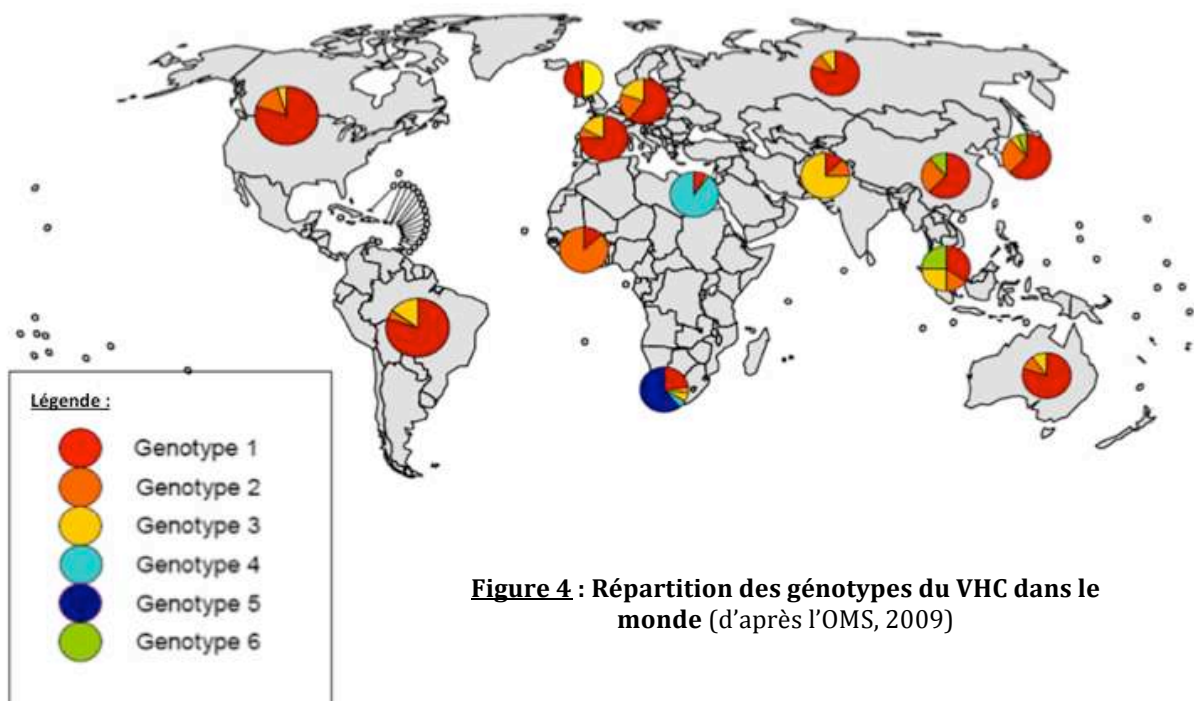 Légende :
Genotype 1
Genotype 2
Genotype 3
Genotype 4
Genotype 5
Genotype 6
Figure 4 : Répartition des génotypes du VHC dans le
monde (d’après l’OMS, 2009)